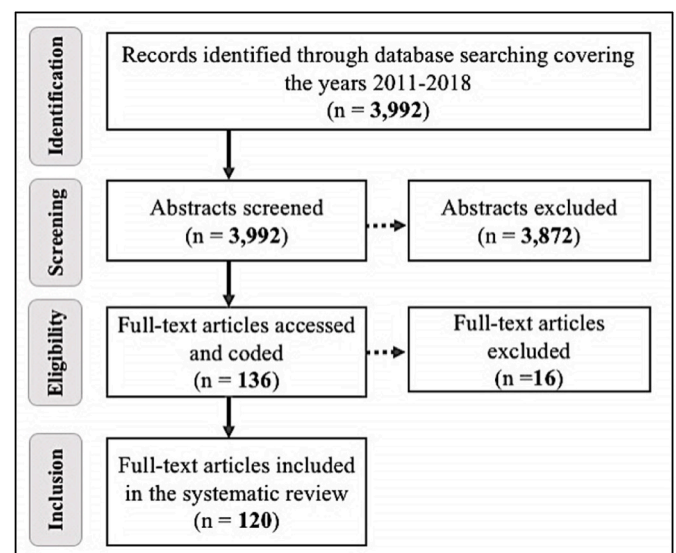 Identification
Records identified through database searching covering
the years 2011-2018
(n = 3,992)
Screening
Abstracts screened
(n = 3,992)
Abstracts excluded
(n = 3,872)
Eligibility
Full-text articles accessed
and coded
(n = 136)
Full-text articles
excluded
(n =16)
Inclusion
Full-text articles included
in the systematic review
(n = 120)